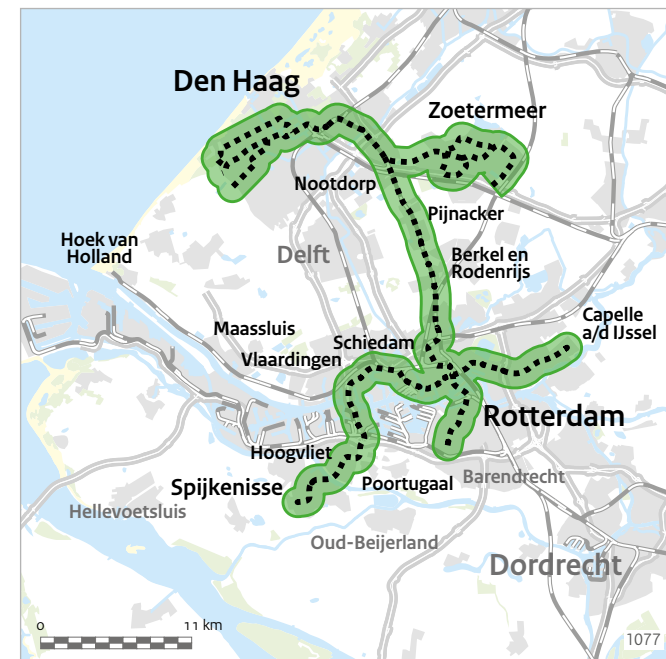 Den Haag
Zoetermeer
Nootdorp
Pijnacker
Hoek van
Holland
Delft
Berkel en
Rodenrijs
Capelle
a/d IJssel
Maassluis
Schiedam
Vlaardingen
Rotterdam
Hoogvliet
Spijkenisse
Poortugaal
Barendrecht
Hellevoetsluis
Oud-Beijerland
Dordrecht
0
11 km
1077